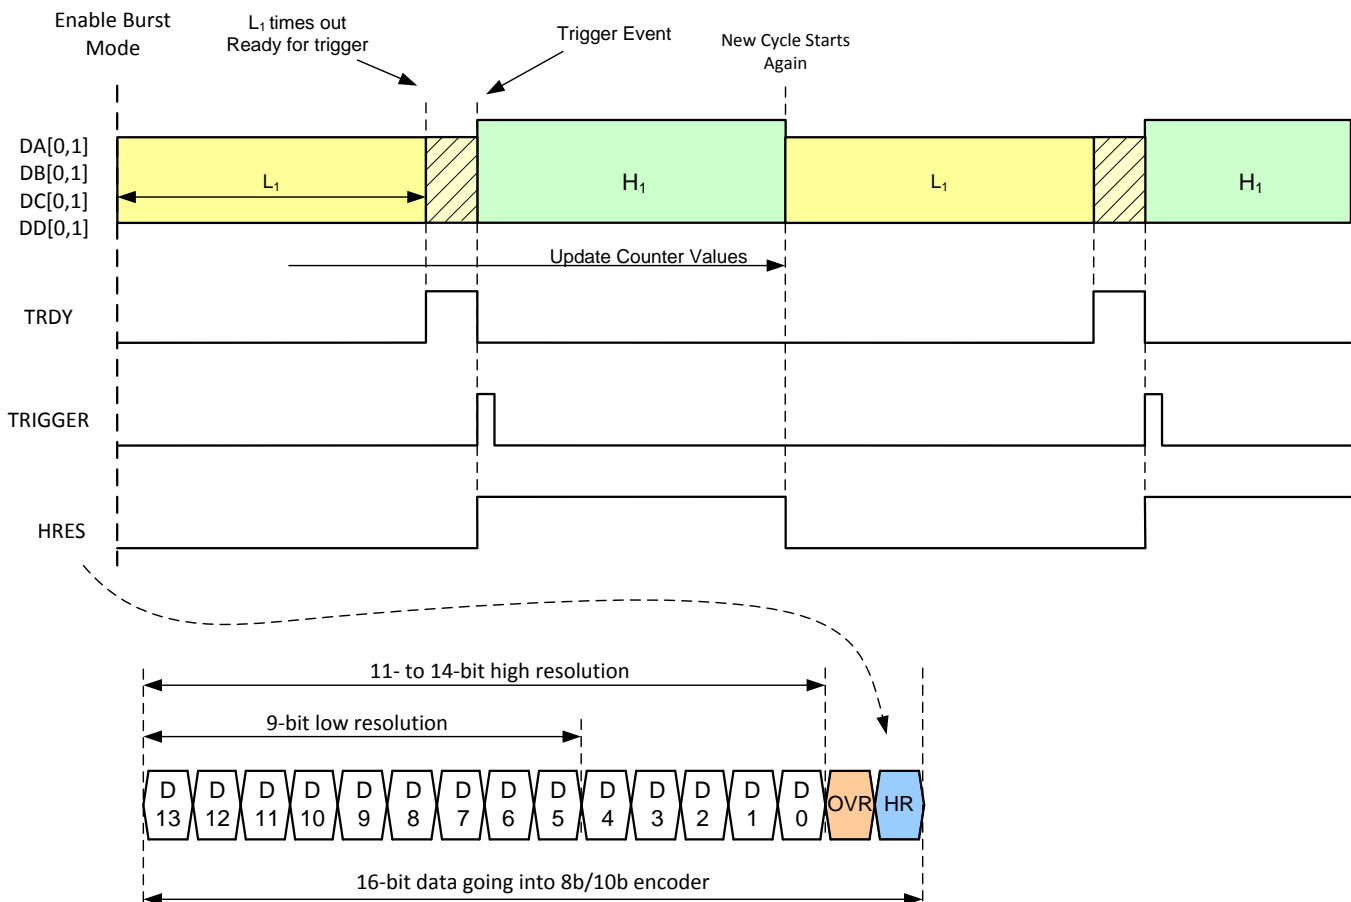 Enable Burst
Mode
L₁ times out
Ready for trigger
Trigger Event
New Cycle Starts
Again
DA[0,1]
DB[0,1]
DC[0,1]
DD[0,1]
L₁
H₁
L₁
H₁
Update Counter Values
TRDY
TRIGGER
HRES
11- to 14-bit high resolution
9-bit low resolution
D 13
D 12
D 11
D 10
D 9
D 8
D 7
D 6
D 5
D 4
D 3
D 2
D 1
D 0
OVR
HR
16-bit data going into 8b/10b encoder